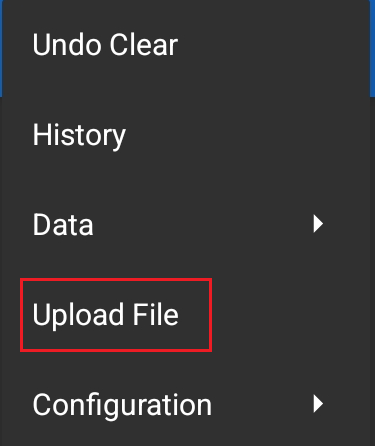 Undo Clear
History
Data
Upload File
Configuration